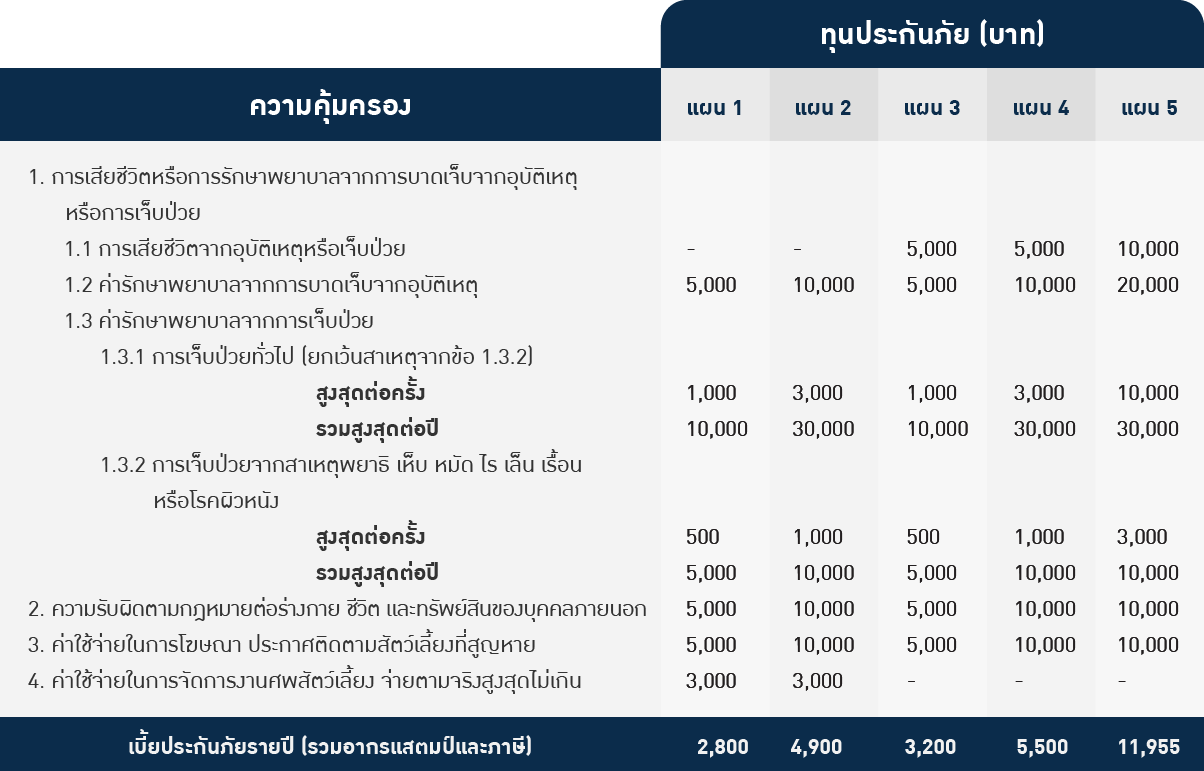 ทุนประกันภัย (บาท)
ความคุ้มครอง แผน 1 แผน 2 แผน 3 แผน 4 แผน 5
1. การเสียชีวิตหรือการรักษาพยาบาลจากการบาดเจ็บจากอุบัติเหตุ
หรือการเจ็บป่วย
1.1 การเสียชีวิตจากอุบัติเหตุหรือเจ็บป่วย - - 5,000 5,000 10,000
1.2 ค่ารักษาพยาบาลจากการบาดเจ็บจากอุบัติเหตุ 5,000 10,000 5,000 10,000 20,000
1.3 ค่ารักษาพยาบาลจากการเจ็บป่วย
1.3.1 การเจ็บป่วยทั่วไป (ยกเว้นสาเหตุจากข้อ 1.3.2)
สูงสุดต่อครั้ง 1,000 3,000 1,000 3,000 10,000
รวมสูงสุดต่อปี 10,000 30,000 10,000 30,000 30,000
1.3.2 การเจ็บป่วยจากสาเหตุพยาธิ เห็บ หมัด ไร เล็น เรื้อน
หรือโรคผิวหนัง
สูงสุดต่อครั้ง 500 1,000 500 1,000 3,000
รวมสูงสุดต่อปี 5,000 10,000 5,000 10,000 10,000
2. ความรับผิดตามกฎหมายต่อร่างกาย ชีวิต และทรัพย์สินของบุคคลภายนอก 5,000 10,000 5,000 10,000 10,000
3. ค่าใช้จ่ายในการโฆษณา ประกาศติดตามสัตว์เลี้ยงที่สูญหาย 5,000 10,000 5,000 10,000 10,000
4. ค่าใช้จ่ายในการจัดการงานศพสัตว์เลี้ยง จ่ายตามจริงสูงสุดไม่เกิน 3,000 3,000 - - -
เบี้ยประกันภัยรายปี (รวมอากรแสตมป์และภาษี) 2,800 4,900 3,200 5,500 11,955